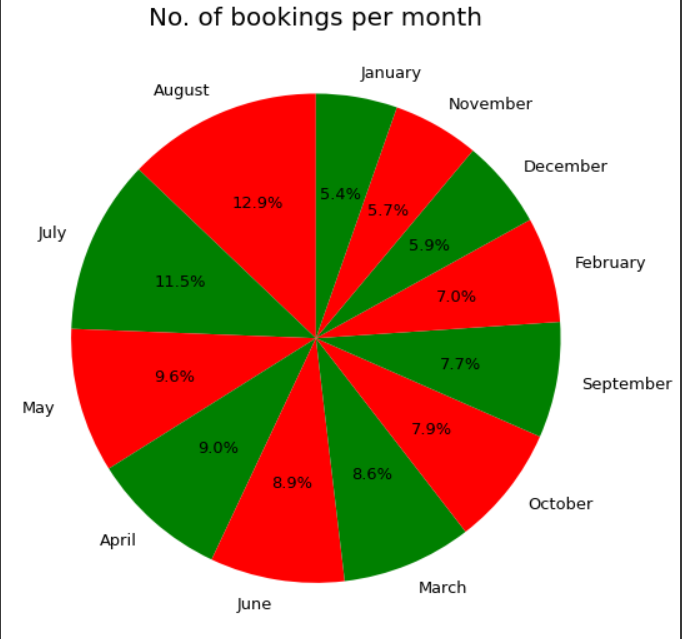 No. of bookings per month
August
12.9%
July
11.5%
May
9.6%
April
9.0%
June
8.9%
March
8.6%
October
7.9%
September
7.7%
February
7.0%
December
5.9%
November
5.7%
January
5.4%